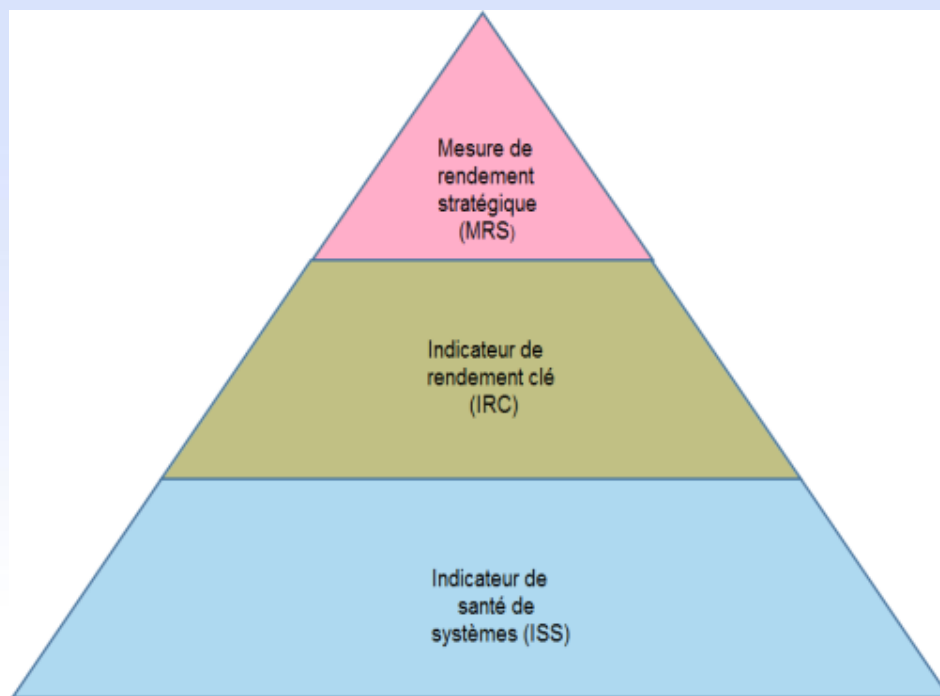 Mesure de
rendement
stratégique
(MRS)
Indicateur de
rendement clé
(IRC)
Indicateur de
santé de
systèmes (ISS)